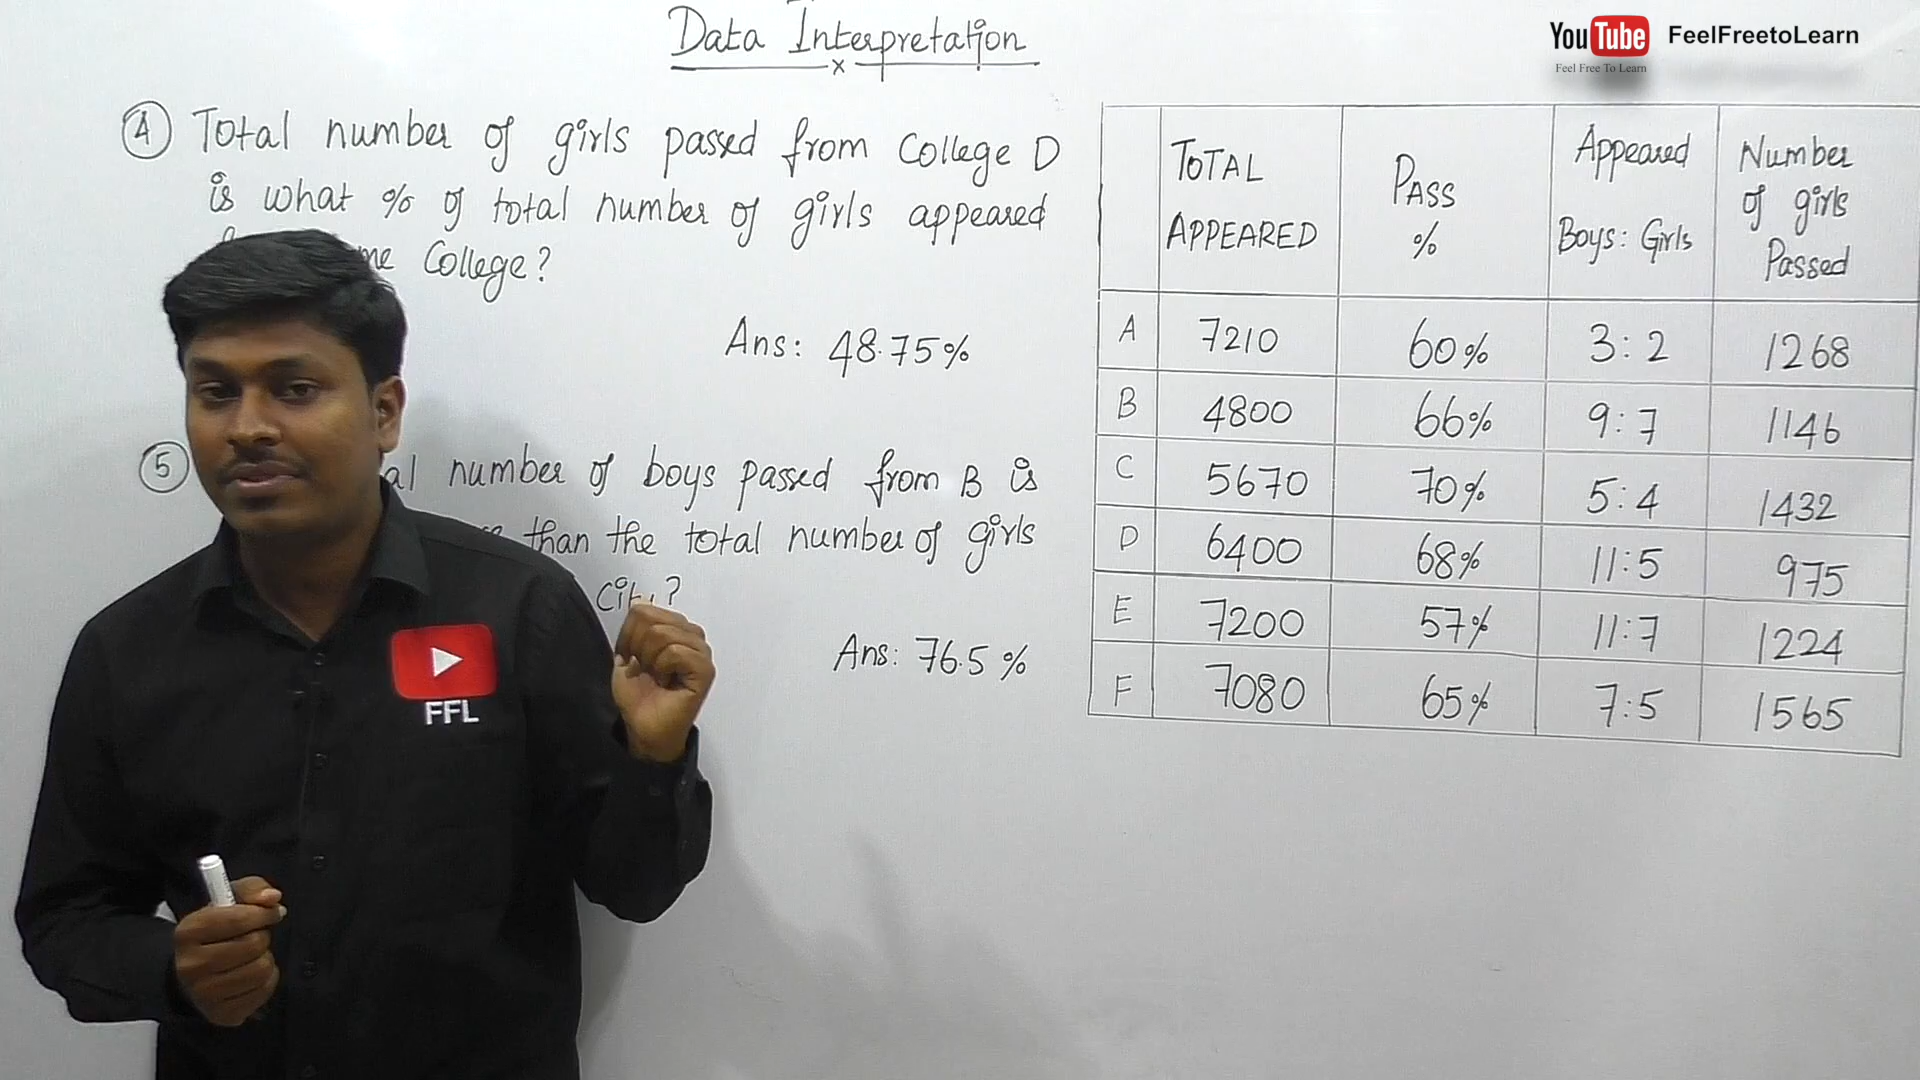 Data Interpretation
x
YouTube FeelFreetoLearn
Feel Free To Learn
④ Total number of girls passed from College D
is what % of total number of girls appeared
College?
Ans: 48.75%
⑤ number of boys passed from B is
than the total number of girls
City?
Ans: 76.5%
FFL
TOTAL APPEARED PASS % Appeared Boys: Girls Number of girls Passed
A 7210 60% 3:2 1268
B 4800 66% 9:7 1146
C 5670 70% 5:4 1432
D 6400 68% 11:5 975
E 7200 57% 11:7 1224
F 7080 65% 7:5 1565